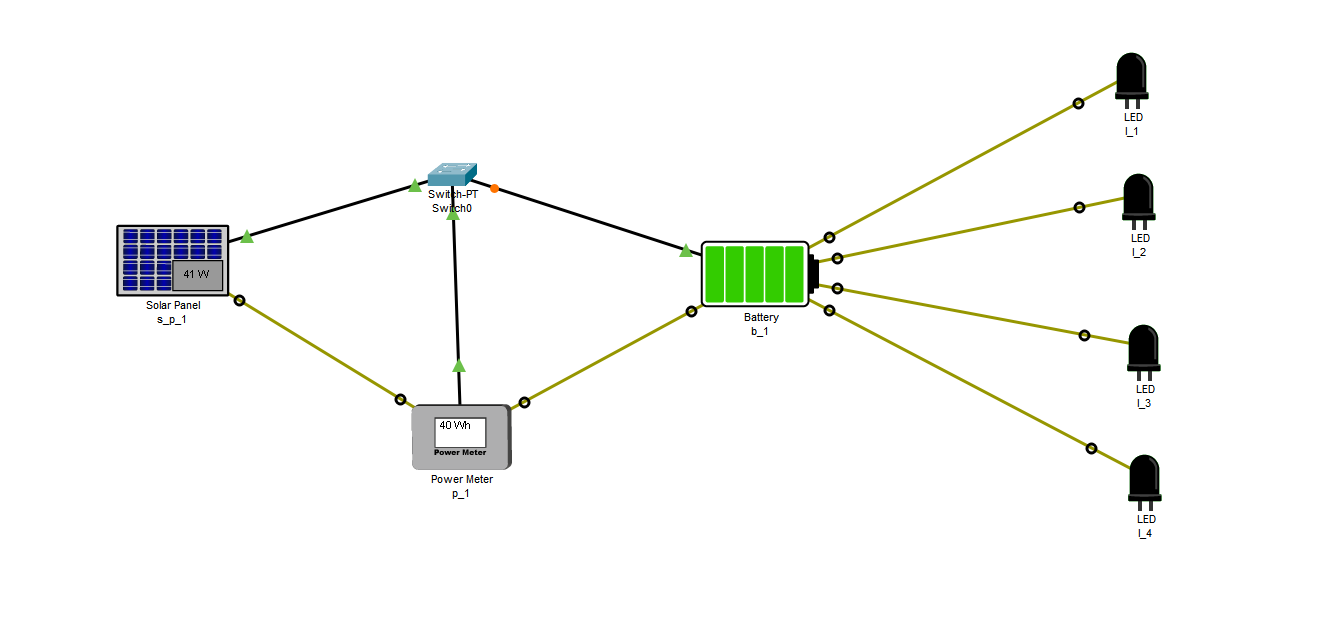 LED
l_1
Switch-PT
Switch0
LED
l_2
41 W
Solar Panel
s_p_1
Battery
b_1
LED
l_3
40 Wh
Power Meter
Power Meter
p_1
LED
l_4